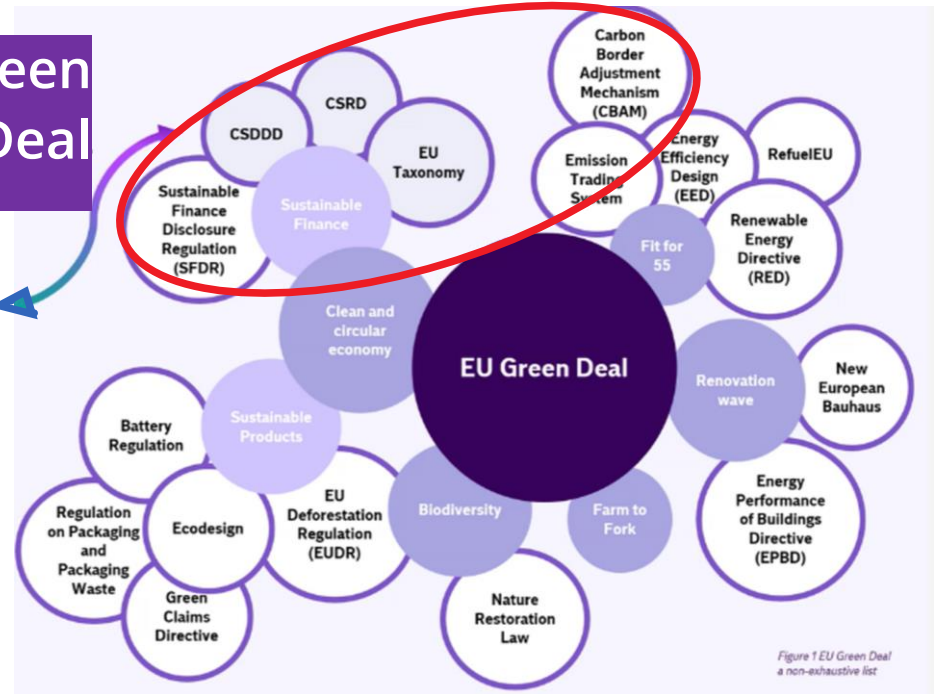 een
Deal
Carbon
Border
Adjustment
Mechanism
(CBAM)
CSRD
CSDDD
EU
Taxonomy
Sustainable
Finance
Disclosure
Regulation
(SFDR)
Sustainable
Finance
Emission
Trading
System
Energy
Efficiency
Design
(EED)
RefuelEU
Renewable
Energy
Directive
(RED)
Fit for
55
Clean and
circular
economy
EU Green Deal
Renovation
wave
New
European
Bauhaus
Energy
Performance
of Buildings
Directive
(EPBD)
Sustainable
Products
Battery
Regulation
Regulation
on Packaging
and
Packaging
Waste
Ecodesign
Green
Claims
Directive
EU
Deforestation
Regulation
(EUDR)
Biodiversity
Farm to
Fork
Nature
Restoration
Law
Figure 1 EU Green Deal
a non-exhaustive list